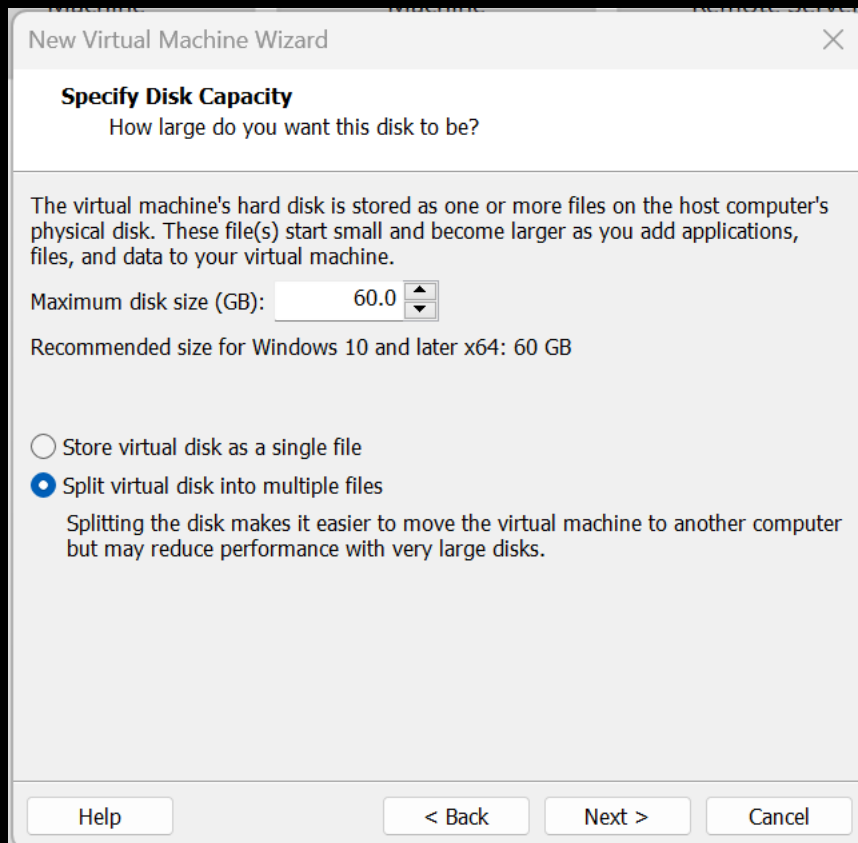 New Virtual Machine Wizard
Specify Disk Capacity
How large do you want this disk to be?
The virtual machine's hard disk is stored as one or more files on the host computer's
physical disk. These file(s) start small and become larger as you add applications,
files, and data to your virtual machine.
Maximum disk size (GB): 60.0
Recommended size for Windows 10 and later x64: 60 GB
Store virtual disk as a single file
Split virtual disk into multiple files
Splitting the disk makes it easier to move the virtual machine to another computer
but may reduce performance with very large disks.
Help < Back Next > Cancel